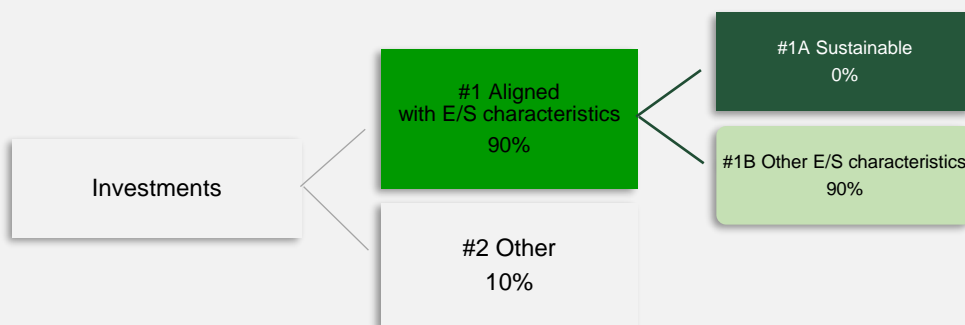 Investments
#1 Aligned
with E/S characteristics
90%
#2 Other
10%
#1A Sustainable
0%
#1B Other E/S characteristics
90%